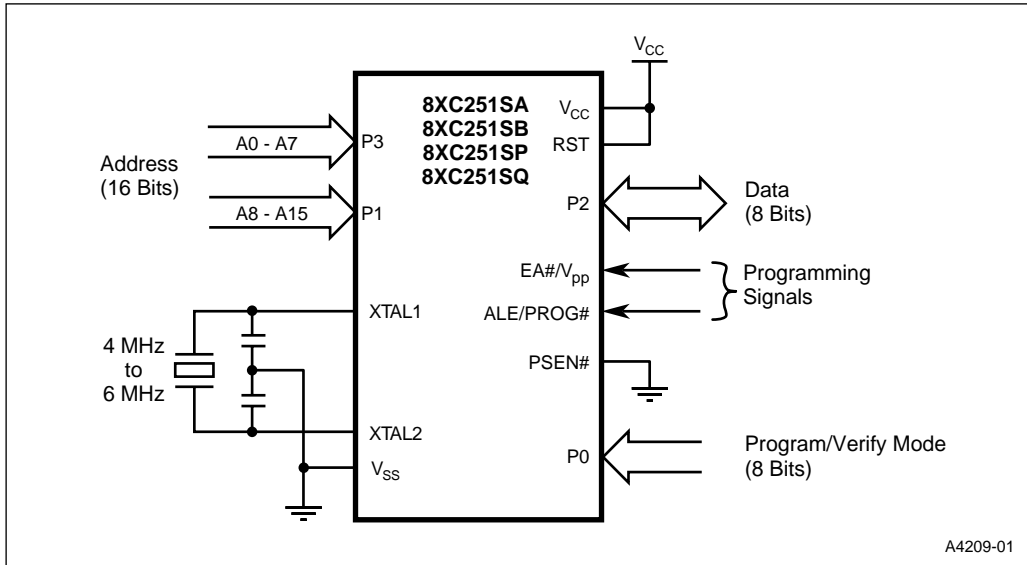 V_CC
8XC251SA
8XC251SB
8XC251SP
8XC251SQ
V_CC
RST
A0 - A7
P3
Address
(16 Bits)
A8 - A15
P1
P2
Data
(8 Bits)
EA#/V_pp
Programming
Signals
ALE/PROG#
XTAL1
PSEN#
4 MHz
to
6 MHz
XTAL2
V_SS
P0
Program/Verify Mode
(8 Bits)
A4209-01